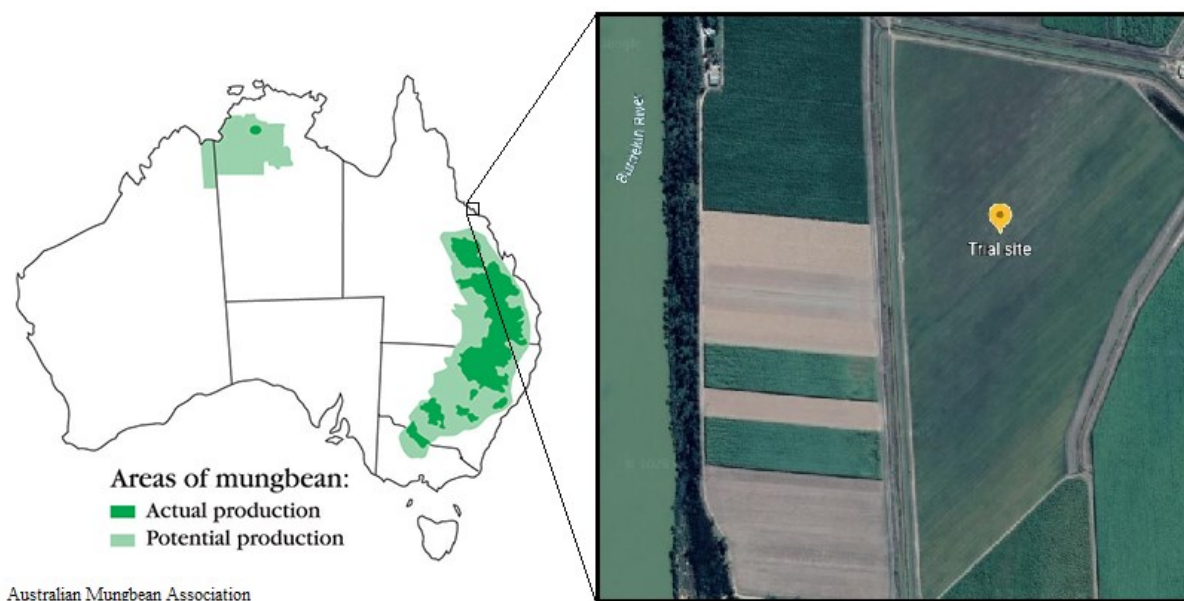 Areas of mungbean:
Actual production
Potential production
Australian Mungbean Association
Burdekin River
Trial site